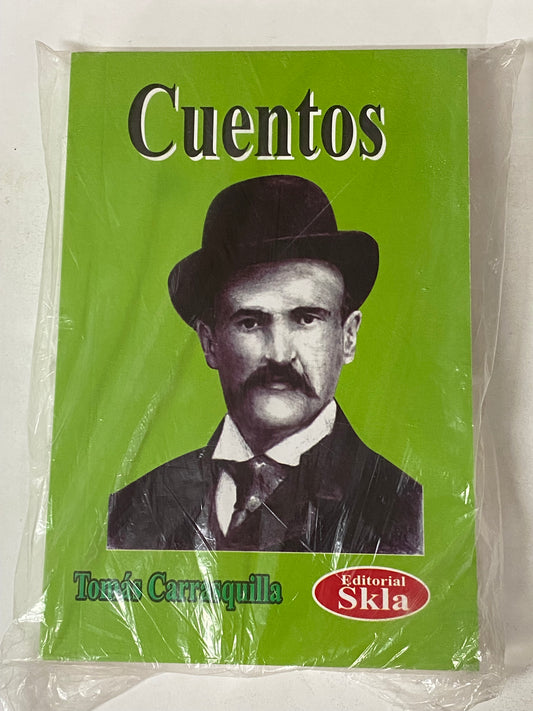 Cuentos
Tomás Carrasquilla
Editorial
Skla